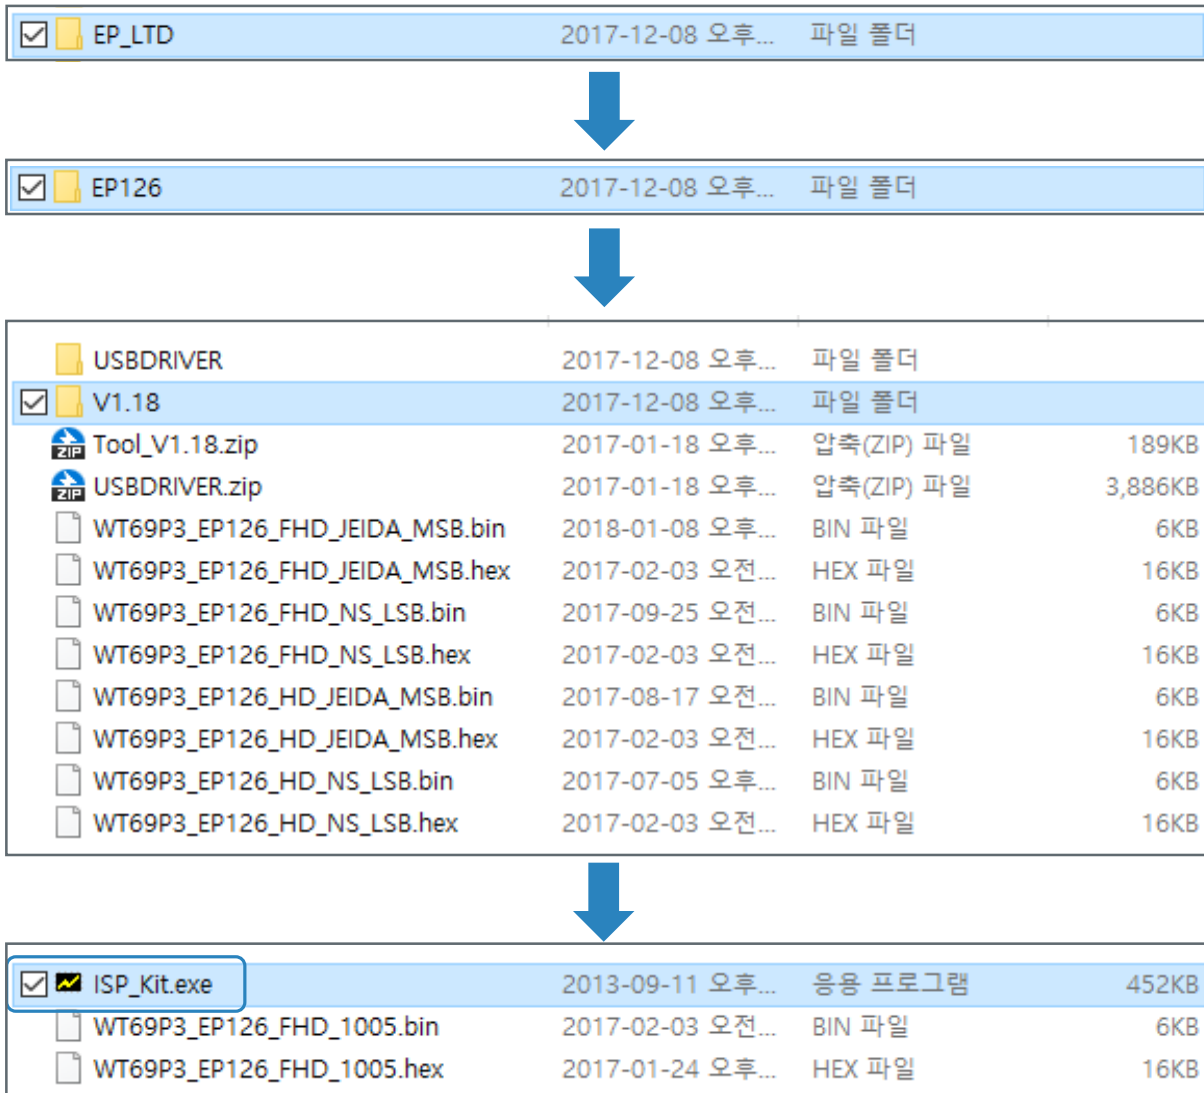 EP_LTD 2017-12-08 오후... 파일 폴더
EP126 2017-12-08 오후... 파일 폴더
USBDRIVER 2017-12-08 오후... 파일 폴더
V1.18 2017-12-08 오후... 파일 폴더
ZIP Tool_V1.18.zip 2017-01-18 오후... 압축(ZIP) 파일 189KB
ZIP USBDRIVER.zip 2017-01-18 오후... 압축(ZIP) 파일 3,886KB
WT69P3_EP126_FHD_JEIDA_MSB.bin 2018-01-08 오후... BIN 파일 6KB
WT69P3_EP126_FHD_JEIDA_MSB.hex 2017-02-03 오전... HEX 파일 16KB
WT69P3_EP126_FHD_NS_LSB.bin 2017-09-25 오전... BIN 파일 6KB
WT69P3_EP126_FHD_NS_LSB.hex 2017-02-03 오전... HEX 파일 16KB
WT69P3_EP126_HD_JEIDA_MSB.bin 2017-08-17 오전... BIN 파일 6KB
WT69P3_EP126_HD_JEIDA_MSB.hex 2017-02-03 오전... HEX 파일 16KB
WT69P3_EP126_HD_NS_LSB.bin 2017-07-05 오후... BIN 파일 6KB
WT69P3_EP126_HD_NS_LSB.hex 2017-02-03 오전... HEX 파일 16KB
ISP_Kit.exe 2013-09-11 오후... 응용 프로그램 452KB
WT69P3_EP126_FHD_1005.bin 2017-02-03 오전... BIN 파일 6KB
WT69P3_EP126_FHD_1005.hex 2017-01-24 오후... HEX 파일 16KB